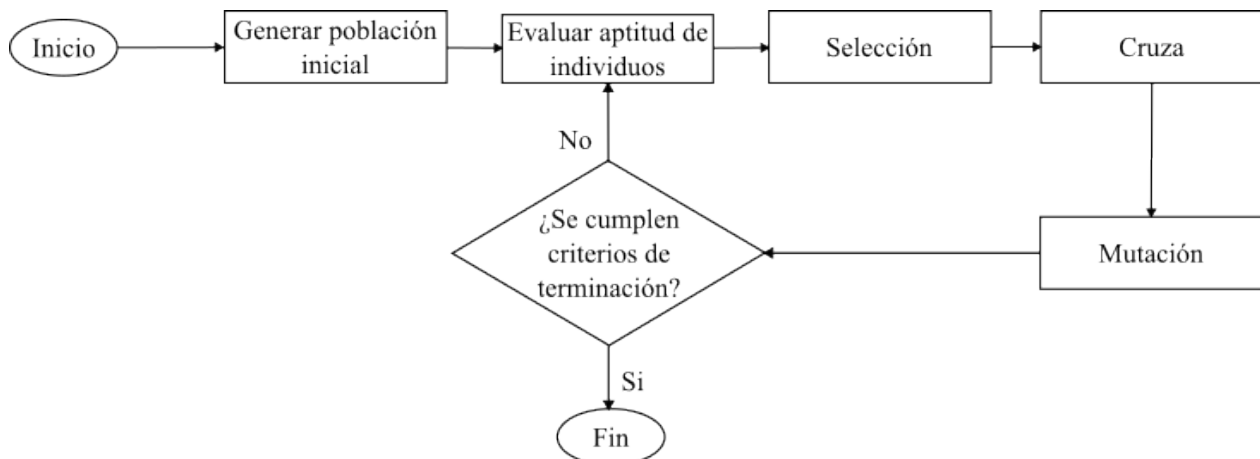 Inicio
Generar población
inicial
Evaluar aptitud de
individuos
Selección
Cruza
No
¿Se cumplen
criterios de
terminación?
Mutación
Si
Fin